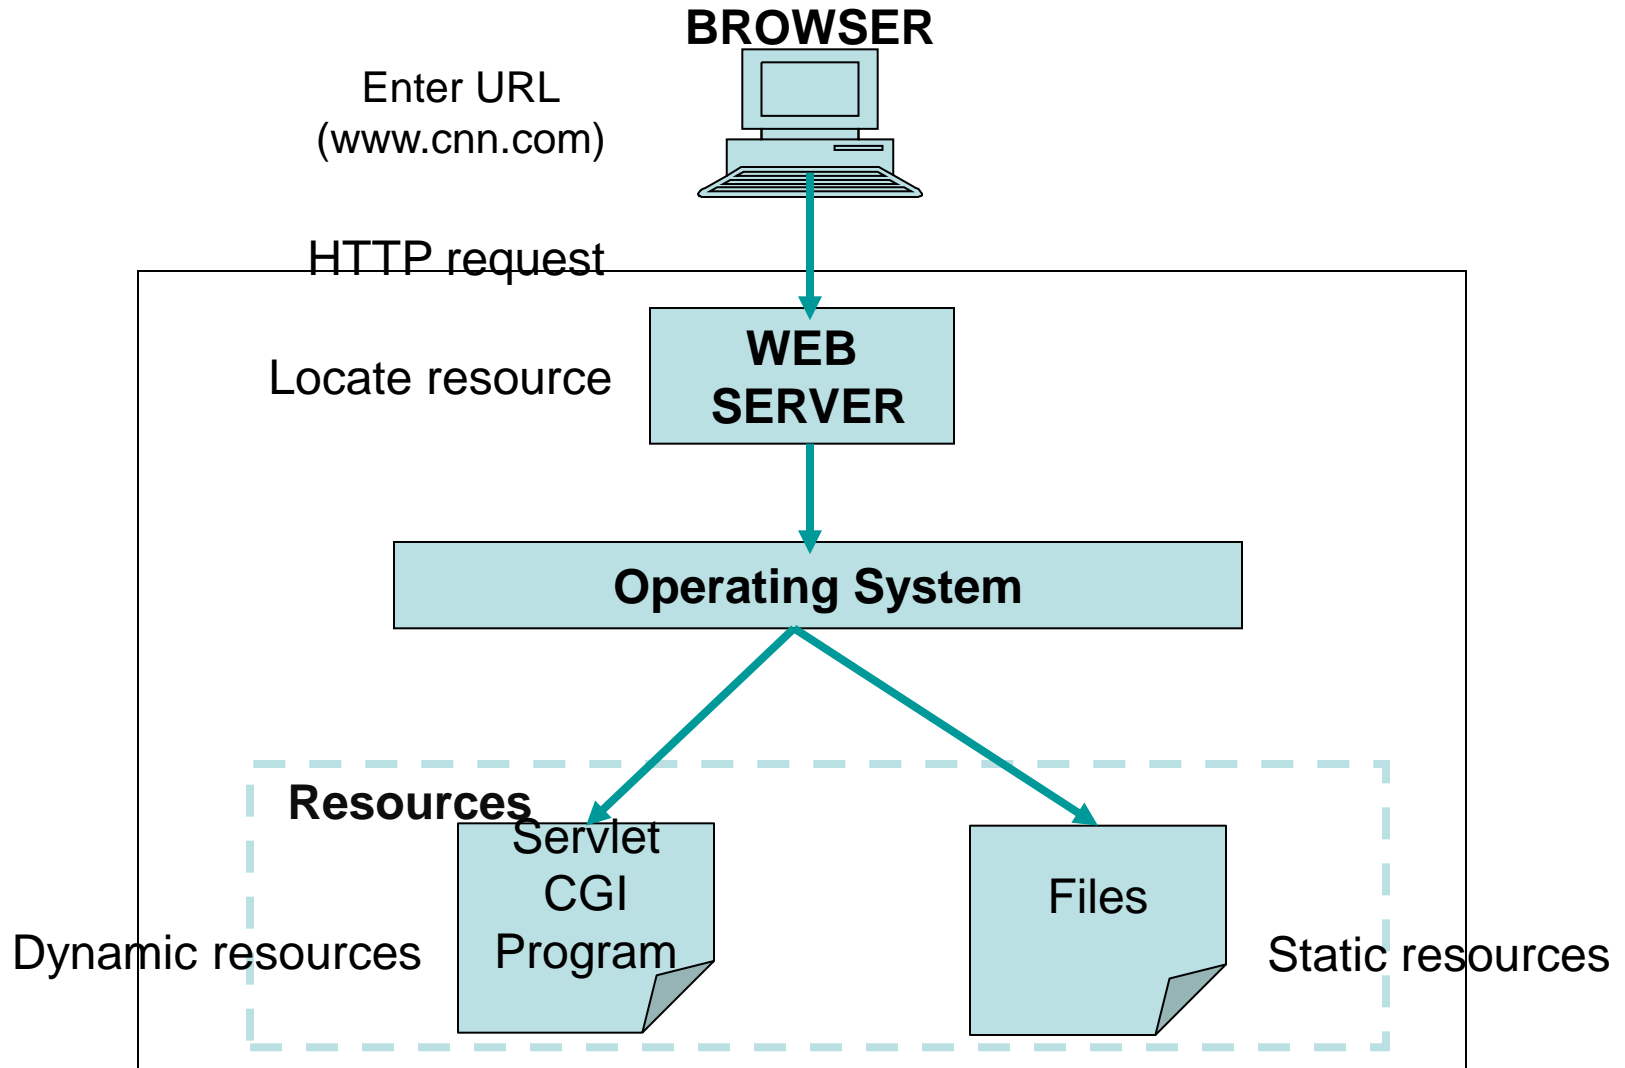 BROWSER
Enter URL
(www.cnn.com)
HTTP request
WEB
SERVER
Locate resource
Operating System
Resources
Servlet
CGI
Program
Files
Dynamic resources
Static resources